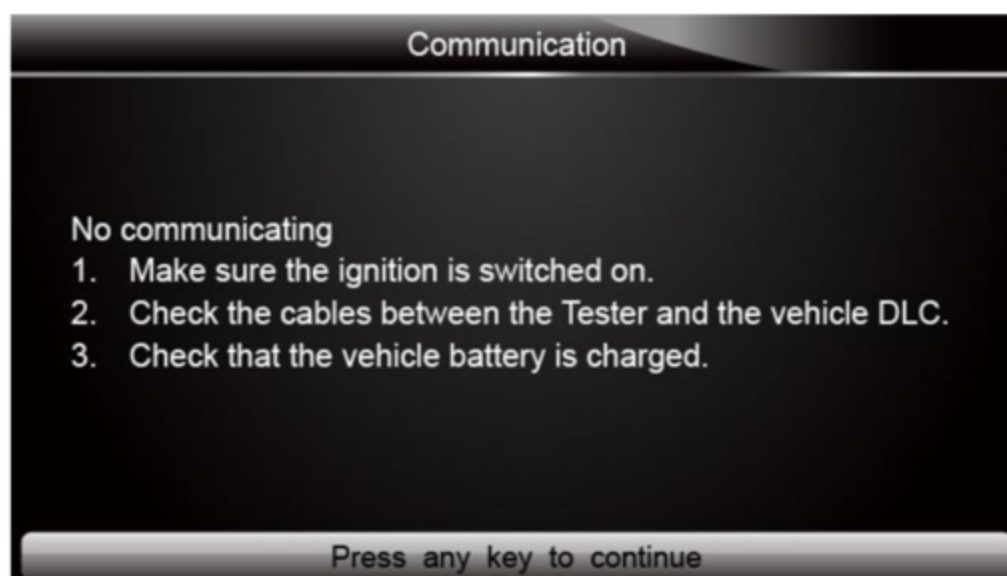 Communication
No communicating
1. Make sure the ignition is switched on.
2. Check the cables between the Tester and the vehicle DLC.
3. Check that the vehicle battery is charged.
Press any key to continue